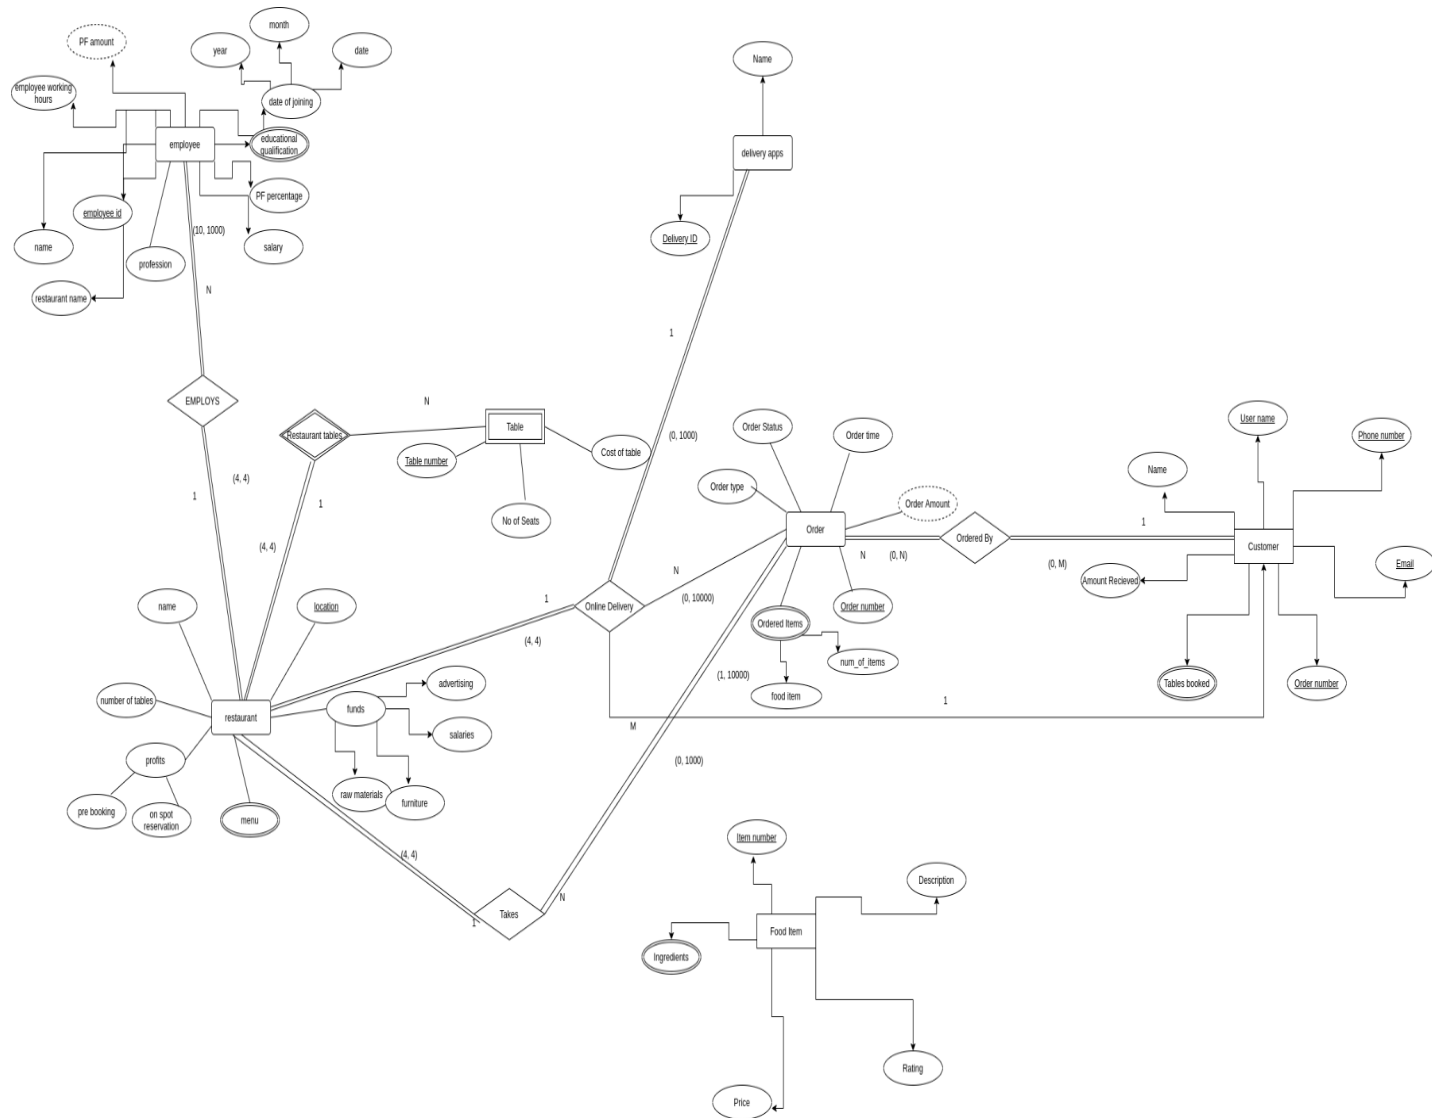 month
PF amount
year
date
Name
employee working
hours
date of joining
employee
educational
qualification
delivery apps
PF percentage
employee id
(10, 1000)
Delivery ID
name
salary
profession
N
restaurant name
1
EMPLOYS
N
User name
Order Status
Order time
Phone number
Restaurant tables
Table
(0, 1000)
Table number
Cost of table
Name
(4, 4)
Order type
1
1
Order Amount
No of Seats
Order
1
Ordered By
(4, 4)
N
(0, N)
Customer
(0, M)
N
Amount Recieved
Email
name
location
1
Online Delivery
(0, 10000)
Order number
Ordered Items
(4, 4)
num_of_items
(1, 10000)
advertising
Tables booked
Order number
number of tables
food item
funds
1
restaurant
M
salaries
profits
(0, 1000)
raw materials
furniture
pre booking
on spot
reservation
menu
Item number
(4, 4)
Description
N
Takes
1
Food Item
Ingredients
Rating
Price